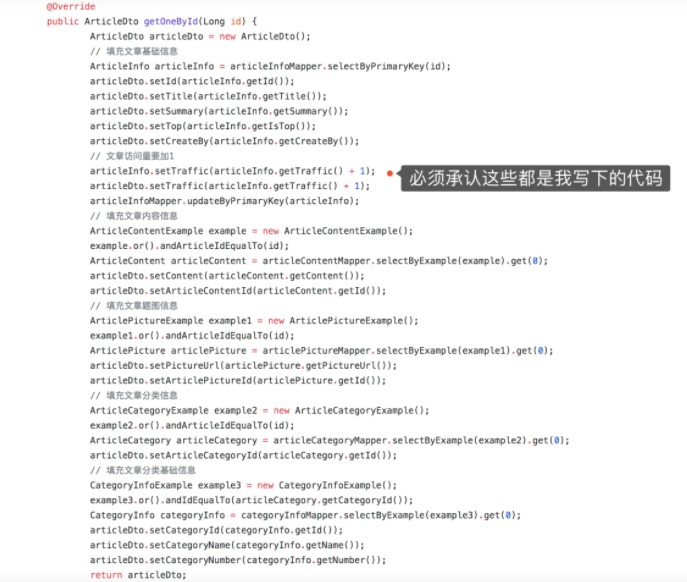 @Override
public ArticleDto getOneById(Long id) {
ArticleDto articleDto = new ArticleDto();
// 填充文章基础信息
ArticleInfo articleInfo = articleInfoMapper.selectByPrimaryKey(id);
articleDto.setId(articleInfo.getId());
articleDto.setTitle(articleInfo.getTitle());
articleDto.setSummary(articleInfo.getSummary());
articleDto.setTop(articleInfo.getIsTop());
articleDto.setCreateBy(articleInfo.getCreateBy());
// 文章访问量要加1
articleInfo.setTraffic(articleInfo.getTraffic() + 1);
必须承认这些都是我写下的代码
articleDto.setTraffic(articleInfo.getTraffic() + 1);
articleInfoMapper.updateByPrimaryKey(articleInfo);
// 填充文章内容信息
ArticleContentExample example = new ArticleContentExample();
example.or().andArticleIdEqualTo(id);
ArticleContent articleContent = articleContentMapper.selectByExample(example).get(0);
articleDto.setContent(articleContent.getContent());
articleDto.setArticleContentId(articleContent.getId());
// 填充文章题图信息
ArticlePictureExample example1 = new ArticlePictureExample();
example1.or().andArticleIdEqualTo(id);
ArticlePicture articlePicture = articlePictureMapper.selectByExample(example1).get(0);
articleDto.setPictureUrl(articlePicture.getPictureUrl());
articleDto.setArticlePictureId(articlePicture.getId());
// 填充文章分类信息
ArticleCategoryExample example2 = new ArticleCategoryExample();
example2.or().andArticleIdEqualTo(id);
ArticleCategory articleCategory = articleCategoryMapper.selectByExample(example2).get(0);
articleDto.setArticleCategoryId(articleCategory.getId());
// 填充文章分类基础信息
CategoryInfoExample example3 = new CategoryInfoExample();
example3.or().andIdEqualTo(articleCategory.getCategoryId());
CategoryInfo categoryInfo = categoryInfoMapper.selectByExample(example3).get(0);
articleDto.setCategoryId(categoryInfo.getId());
articleDto.setCategoryName(categoryInfo.getName());
articleDto.setCategoryNumber(categoryInfo.getNumber());
return articleDto;